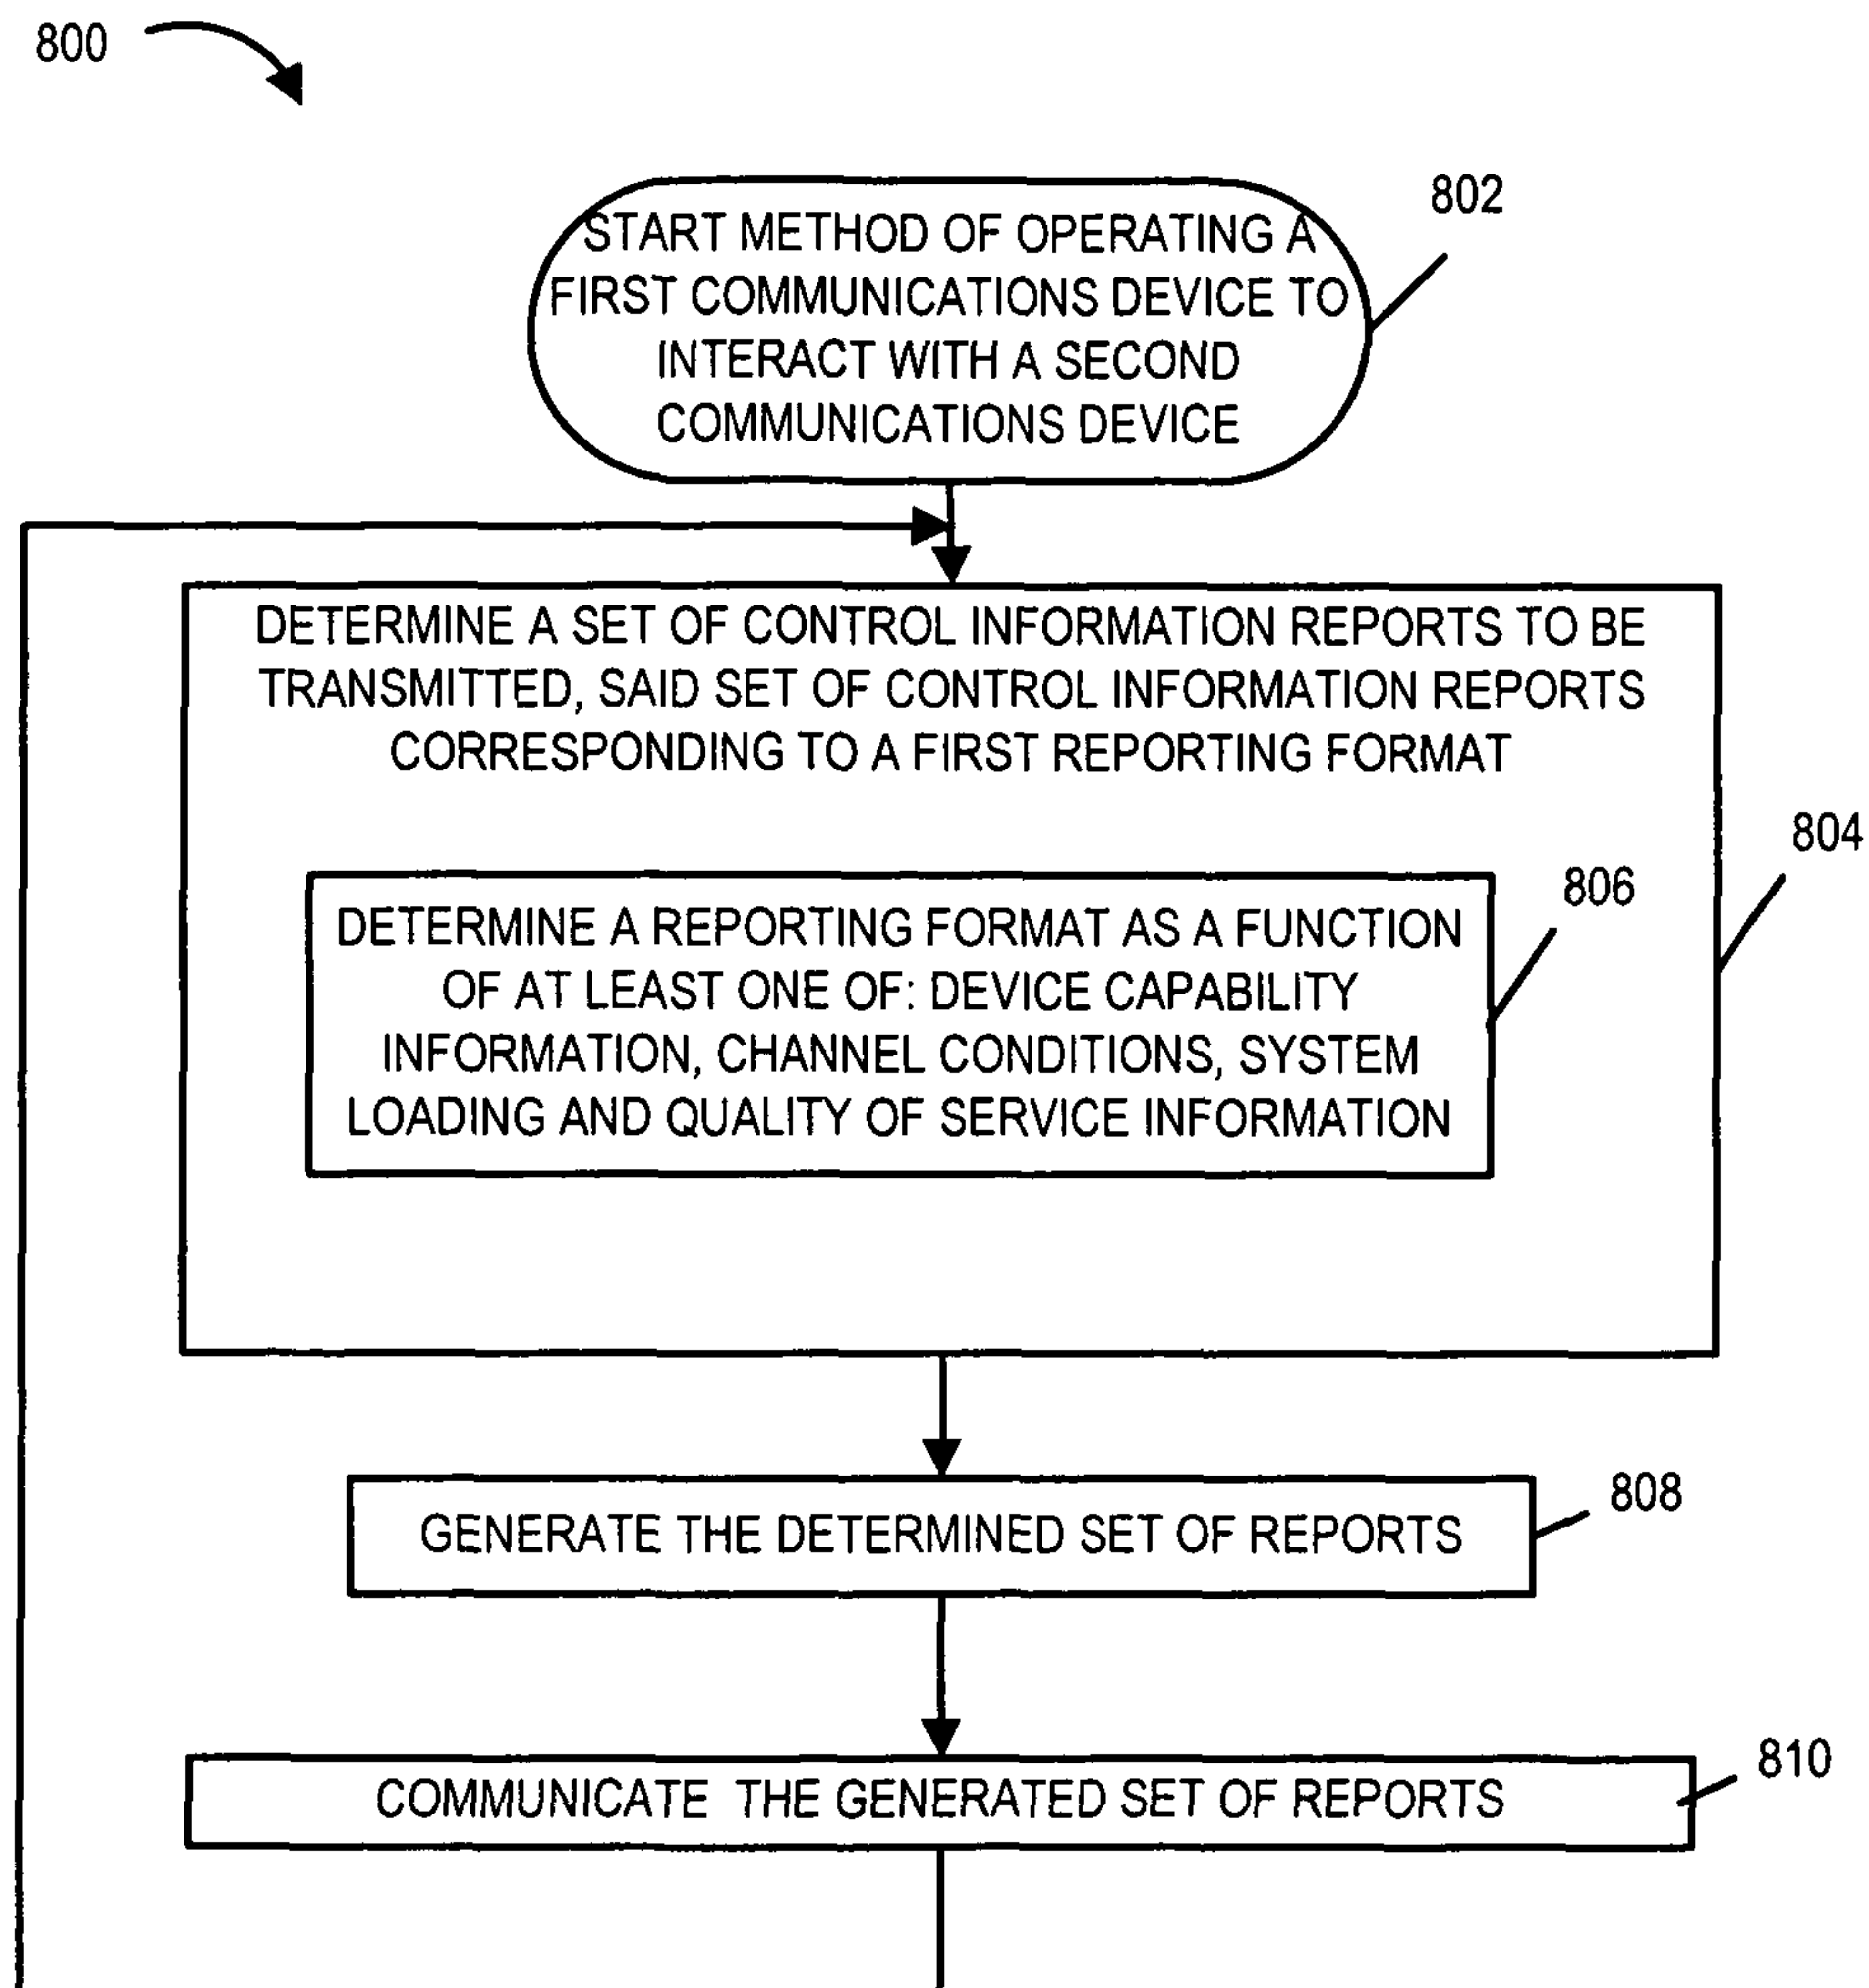 800
802
START METHOD OF OPERATING A
FIRST COMMUNICATIONS DEVICE TO
INTERACT WITH A SECOND
COMMUNICATIONS DEVICE
DETERMINE A SET OF CONTROL INFORMATION REPORTS TO BE
TRANSMITTED, SAID SET OF CONTROL INFORMATION REPORTS
CORRESPONDING TO A FIRST REPORTING FORMAT
804
806
DETERMINE A REPORTING FORMAT AS A FUNCTION
OF AT LEAST ONE OF: DEVICE CAPABILITY
INFORMATION, CHANNEL CONDITIONS, SYSTEM
LOADING AND QUALITY OF SERVICE INFORMATION
808
GENERATE THE DETERMINED SET OF REPORTS
810
COMMUNICATE THE GENERATED SET OF REPORTS